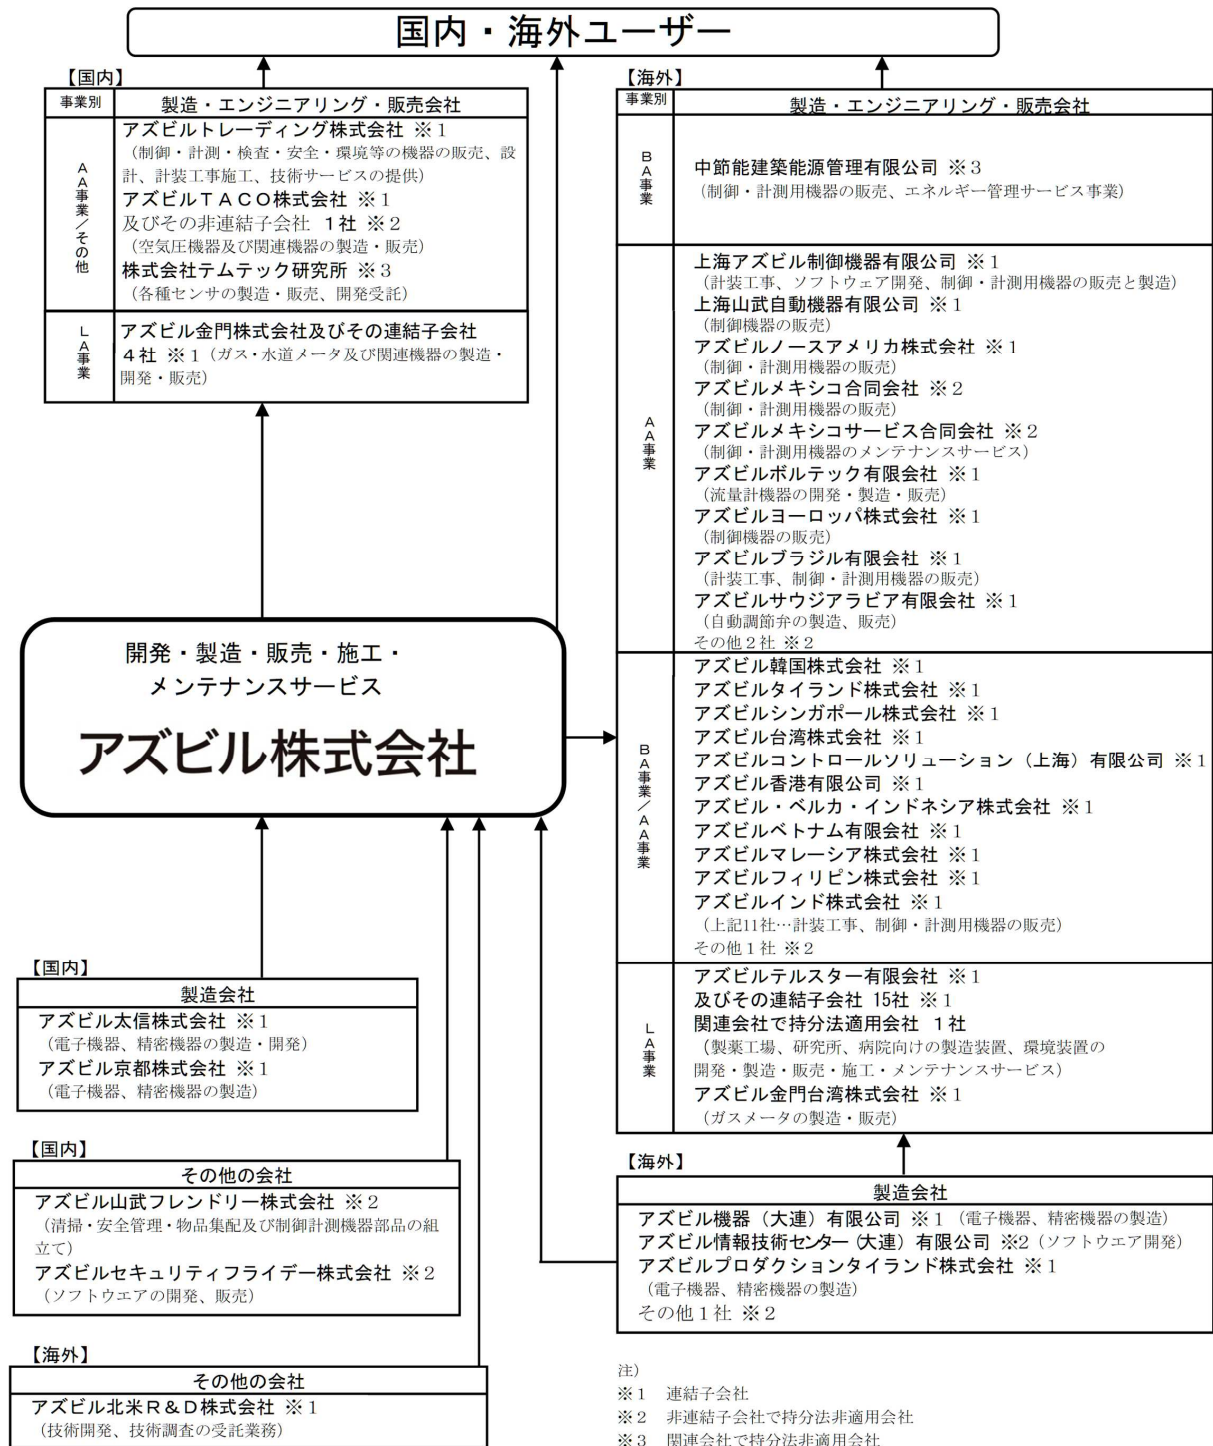 国内・海外ユーザー
【国内】
事業別
製造・エンジニアリング・販売会社
AA事業／その他
アズビルトレーディング株式会社 ※１
（制御・計測・検査・安全・環境等の機器の販売、設
計、計装工事施工、技術サービスの提供）
アズビルＴＡＣＯ株式会社 ※１
及びその非連結子会社 １社 ※２
（空気圧機器及び関連機器の製造・販売）
株式会社テムテック研究所 ※３
（各種センサの製造・販売、開発受託）
LA事業
アズビル金門株式会社及びその連結子会社
４社 ※１（ガス・水道メータ及び関連機器の製造・
開発・販売）
【海外】
事業別
製造・エンジニアリング・販売会社
BA事業
中節能建築能源管理有限公司 ※３
（制御・計測用機器の販売、エネルギー管理サービス事業）
AA事業
上海アズビル制御機器有限公司 ※１
（計装工事、ソフトウェア開発、制御・計測用機器の販売と製造）
上海山武自動機器有限公司 ※１
（制御機器の販売）
アズビルノースアメリカ株式会社 ※１
（制御・計測用機器の販売）
アズビルメキシコ合同会社 ※２
（制御・計測用機器の販売）
アズビルメキシコサービス合同会社 ※２
（制御・計測用機器のメンテナンスサービス）
アズビルボルテック有限会社 ※１
（流量計機器の開発・製造・販売）
アズビルヨーロッパ株式会社 ※１
（制御機器の販売）
アズビルブラジル有限会社 ※１
（計装工事、制御・計測用機器の販売）
アズビルサウジアラビア有限会社 ※１
（自動調節弁の製造、販売）
その他２社 ※２
BA事業／AA事業
アズビル韓国株式会社 ※１
アズビルタイランド株式会社 ※１
アズビルシンガポール株式会社 ※１
アズビル台湾株式会社 ※１
アズビルコントロールソリューション（上海）有限公司 ※１
アズビル香港有限公司 ※１
アズビル・ベルカ・インドネシア株式会社 ※１
アズビルベトナム有限会社 ※１
アズビルマレーシア株式会社 ※１
アズビルフィリピン株式会社 ※１
アズビルインド株式会社 ※１
（上記11社…計装工事、制御・計測用機器の販売）
その他１社 ※２
LA事業
アズビルテルスター有限会社 ※１
及びその連結子会社 15社 ※１
関連会社で持分法適用会社 １社
（製薬工場、研究所、病院向けの製造装置、環境装置の
開発・製造・販売・施工・メンテナンスサービス）
アズビル金門台湾株式会社 ※１
（ガスメータの製造・販売）
開発・製造・販売・施工・
メンテナンスサービス
アズビル株式会社
【国内】
製造会社
アズビル太信株式会社 ※１
（電子機器、精密機器の製造・開発）
アズビル京都株式会社 ※１
（電子機器、精密機器の製造）
【国内】
その他の会社
アズビル山武フレンドリー株式会社 ※２
（清掃・安全管理・物品集配及び制御計測機器部品の組
立て）
アズビルセキュリティフライデー株式会社 ※２
（ソフトウエアの開発、販売）
【海外】
その他の会社
アズビル北米Ｒ＆Ｄ株式会社 ※１
（技術開発、技術調査の受託業務）
【海外】
製造会社
アズビル機器（大連）有限公司 ※１（電子機器、精密機器の製造）
アズビル情報技術センター（大連）有限公司 ※2（ソフトウエア開発）
アズビルプロダクションタイランド株式会社 ※１
（電子機器、精密機器の製造）
その他１社 ※２
注）
※１ 連結子会社
※２ 非連結子会社で持分法非適用会社
※３ 関連会社で持分法非適用会社